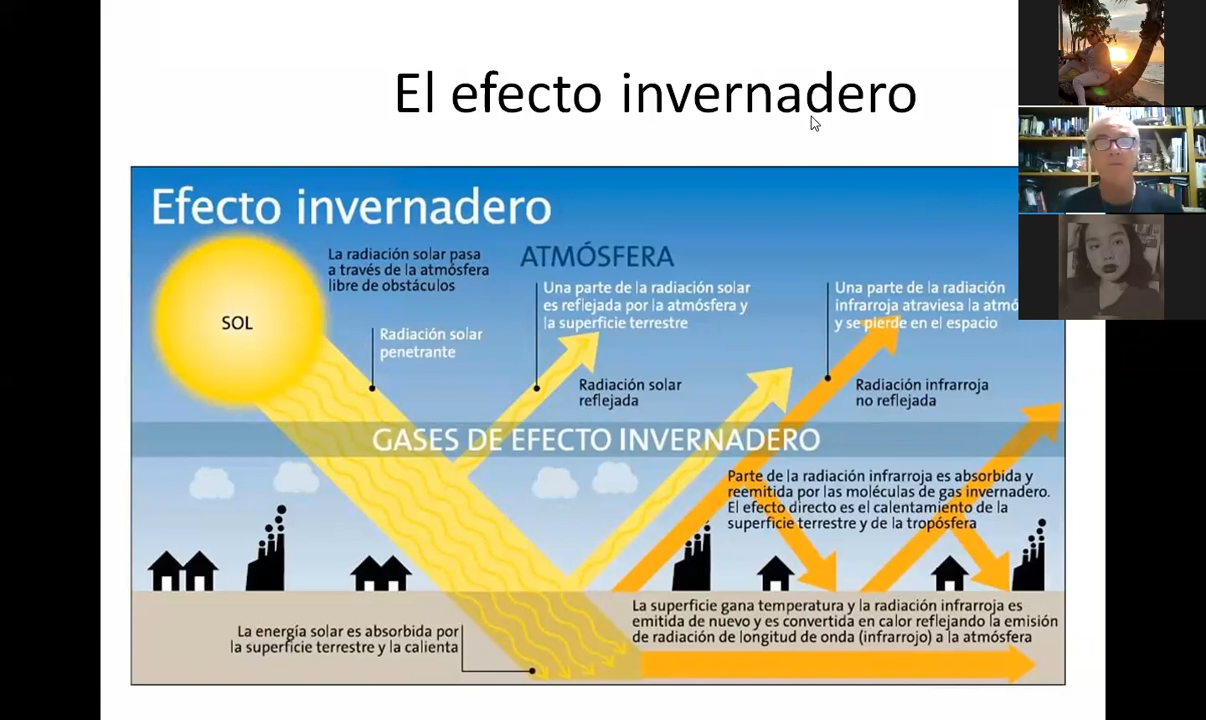 El efecto invernadero
Efecto invernadero
La radiación solar pasa
a través de la atmósfera
libre de obstáculos
ATMÓSFERA
Una parte de la radiación solar
es reflejada por la atmósfera y
la superficie terrestre
Una parte de la radiación
infrarroja atraviesa la atmó
y se pierde en el espacio
SOL
Radiación solar
penetrante
Radiación solar
reflejada
Radiación infrarroja
no reflejada
GASES DE EFECTO INVERNADERO
Parte de la radiación infrarroja es absorbida y
reemitida por las moléculas de gas invernadero.
El efecto directo es el calentamiento de la
superficie terrestre y de la tropósfera
La energía solar es absorbida por
la superficie terrestre y la calienta
La superficie gana temperatura y la radiación infrarroja es
emitida de nuevo y es convertida en calor reflejando la emisión
de radiación de longitud de onda (infrarrojo) a la atmósfera